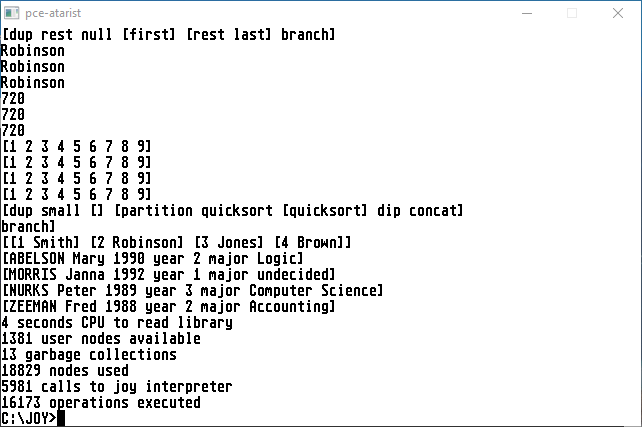 pce-atarist
[dup rest null [first] [rest last] branch]
Robinson
Robinson
Robinson
720
720
720
[1 2 3 4 5 6 7 8 9]
[1 2 3 4 5 6 7 8 9]
[1 2 3 4 5 6 7 8 9]
[1 2 3 4 5 6 7 8 9]
[dup small [] [partition quicksort [quicksort] dip concat]
branch]
[[1 Smith] [2 Robinson] [3 Jones] [4 Brown]]
[ABELSON Mary 1990 year 2 major Logic]
[MORRIS Janna 1992 year 1 major undecided]
[NURKS Peter 1989 year 3 major Computer Science]
[ZEEMAN Fred 1988 year 2 major Accounting]
4 seconds CPU to read library
1381 user nodes available
13 garbage collections
18829 nodes used
5981 calls to joy interpreter
16173 operations executed
C:\JOY>